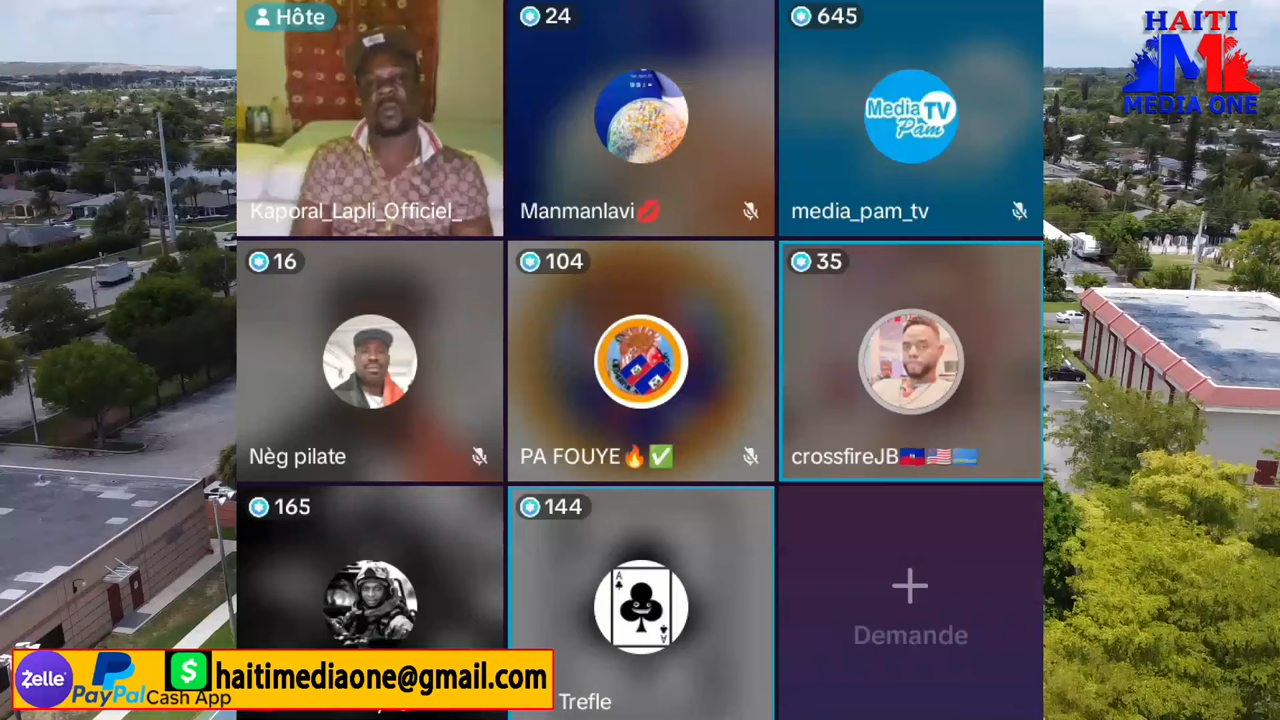 Hôte
24
645
HAITI
M
MEDIA ONE
Media TV
Pam
Kaporal_Lapli_Officiel_
Manmanlavi💋
media_pam_tv
16
104
35
Nèg pilate
PA FOUYE🔥✅
crossfireJB🇭🇹🇺🇸🇦🇼
165
144
A
A
Demande
Zelle
PayPal
Cash App
haitimediaone@gmail.com
Trefle